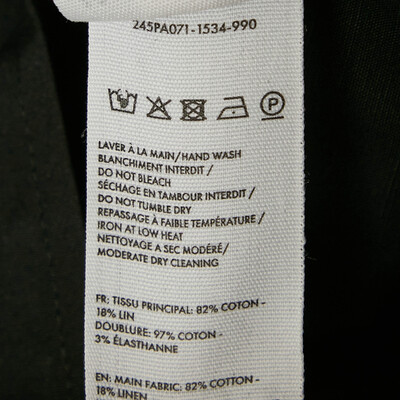 245PA071-1534-990
P
LAVER À LA MAIN/HAND WASH
BLANCHIMENT INTERDIT /
DO NOT BLEACH
SÉCHAGE EN TAMBOUR INTERDIT /
DO NOT TUMBLE DRY
REPASSAGE À FAIBLE TEMPÉRATURE /
IRON AT LOW HEAT
NETTOYAGE A SEC MODÉRÉ/
MODERATE DRY CLEANING
FR: TISSU PRINCIPAL: 82% COTON -
18% LIN
DOUBLURE: 97% COTON -
3% ÉLASTHANNE
EN: MAIN FABRIC: 82% COTTON -
18% LINEN